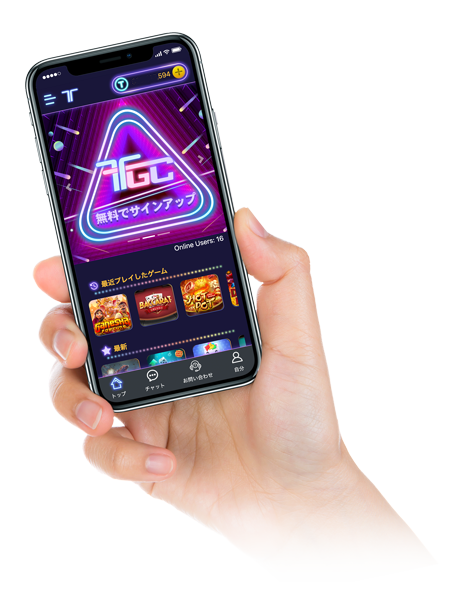 T
T 594 +
TGC
無料でサインアップ
Online Users: 16
最近プレイしたゲーム
Ganesha
FORTUNE
BACCARAT
HOT
POT
最新
トップ
チャット
お問い合わせ
自分